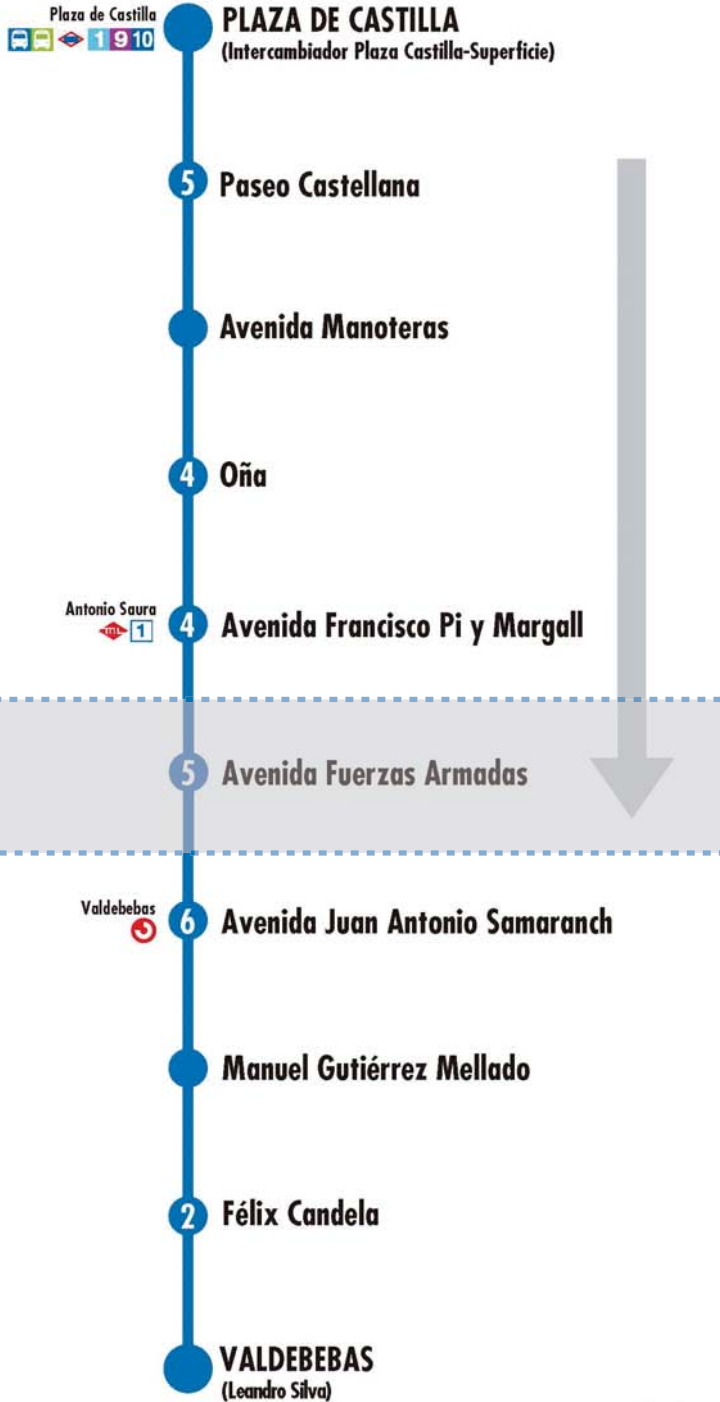 Plaza de Castilla
1 9 10
PLAZA DE CASTILLA
(Intercambiador Plaza Castilla-Superficie)
5 Paseo Castellana
Avenida Manoteras
4 Oña
Antonio Saura
ML 1
4 Avenida Francisco Pi y Margall
5 Avenida Fuerzas Armadas
Valdebebas
6 Avenida Juan Antonio Samaranch
Manuel Gutiérrez Mellado
2 Félix Candela
VALDEBEBAS
(Leandro Silva)